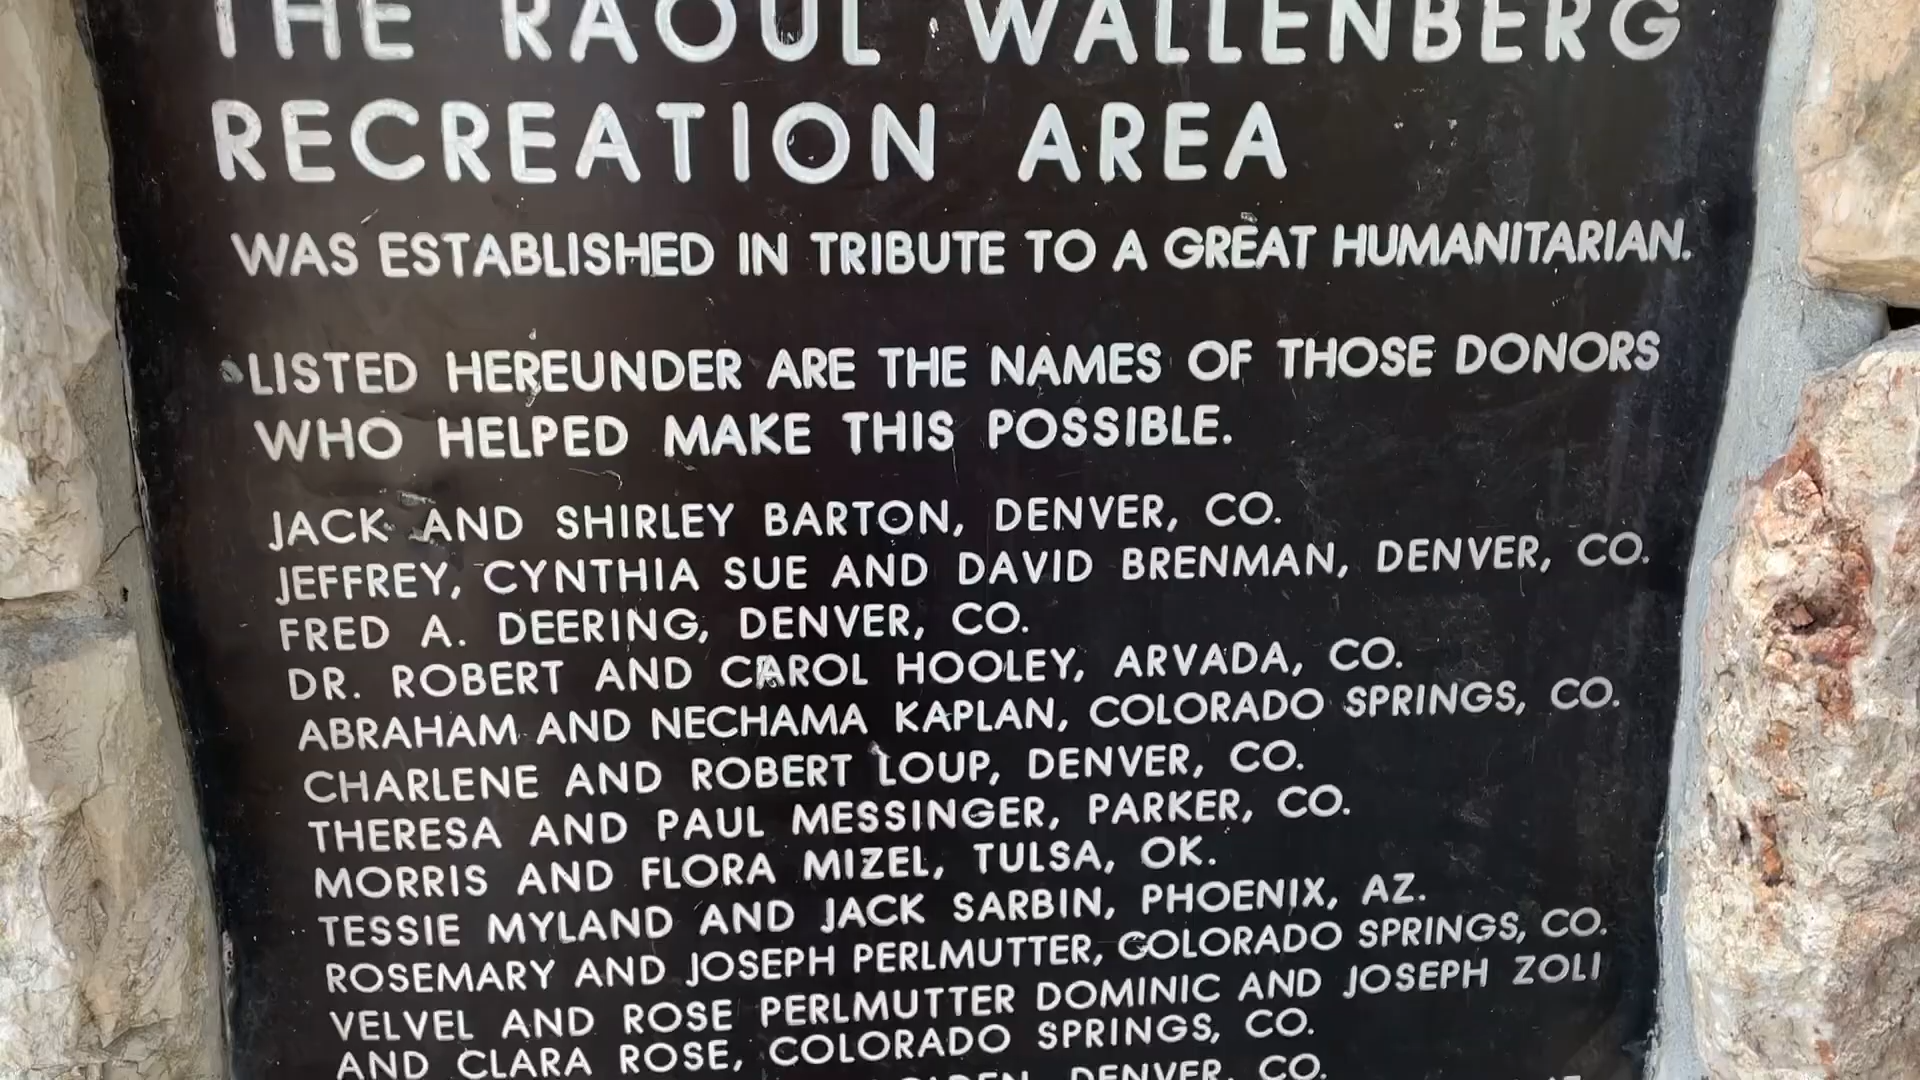 THE RAOUL WALLENBERG
RECREATION AREA
WAS ESTABLISHED IN TRIBUTE TO A GREAT HUMANITARIAN.
LISTED HEREUNDER ARE THE NAMES OF THOSE DONORS
WHO HELPED MAKE THIS POSSIBLE.
JACK AND SHIRLEY BARTON, DENVER, CO.
JEFFREY, CYNTHIA SUE AND DAVID BRENMAN, DENVER, CO.
FRED A. DEERING, DENVER, CO.
DR. ROBERT AND CAROL HOOLEY, ARVADA, CO.
ABRAHAM AND NECHAMA KAPLAN, COLORADO SPRINGS, CO.
CHARLENE AND ROBERT LOUP, DENVER, CO.
THERESA AND PAUL MESSINGER, PARKER, CO.
MORRIS AND FLORA MIZEL, TULSA, OK.
TESSIE MYLAND AND JACK SARBIN, PHOENIX, AZ.
ROSEMARY AND JOSEPH PERLMUTTER, COLORADO SPRINGS, CO.
VELVEL AND ROSE PERLMUTTER DOMINIC AND JOSEPH ZOLI
AND CLARA ROSE, COLORADO SPRINGS, CO.
DENVER, CO.